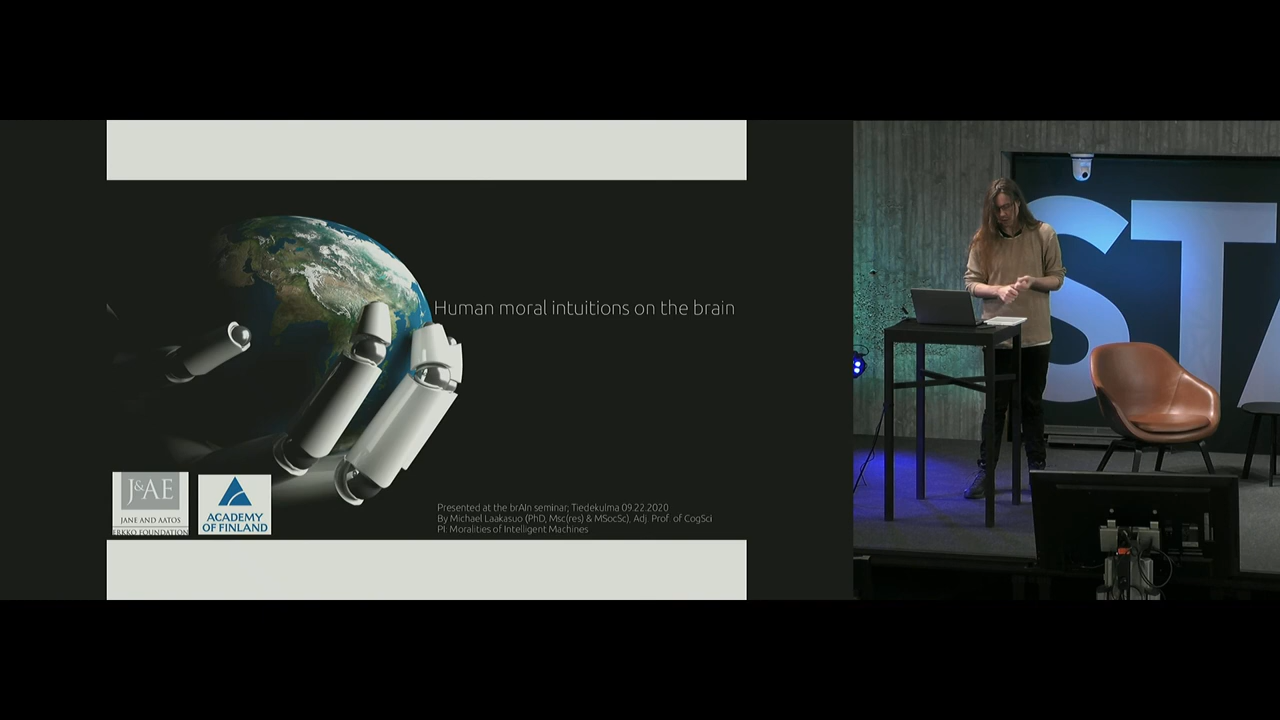 Human moral intuitions on the brain
J&AE
JANE AND AATOS
ERKKO FOUNDATION
ACADEMY
OF FINLAND
Presented at the brAIn seminar, Tiedekulma 09.22.2020
By Michael Laakasuo (PhD, Msc(res) & MSocSc), Adj. Prof. of CogSci
PI: Moralities of Intelligent Machines
STA